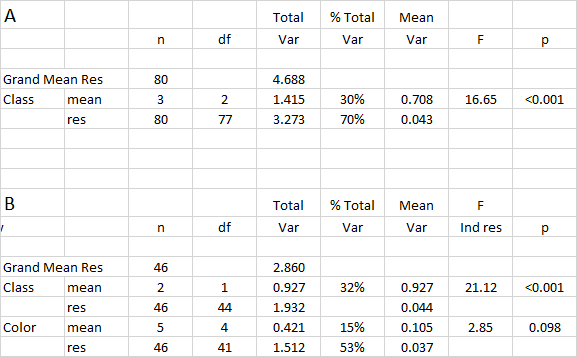 A Total % Total Mean
n df Var Var Var F p
Grand Mean Res 80 4.688
Class mean 3 2 1.415 30% 0.708 16.65 <0.001
res 80 77 3.273 70% 0.043
B Total % Total Mean F
n df Var Var Var Ind res p
Grand Mean Res 46 2.860
Class mean 2 1 0.927 32% 0.927 21.12 <0.001
res 46 44 1.932 0.044
Color mean 5 4 0.421 15% 0.105 2.85 0.098
res 46 41 1.512 53% 0.037